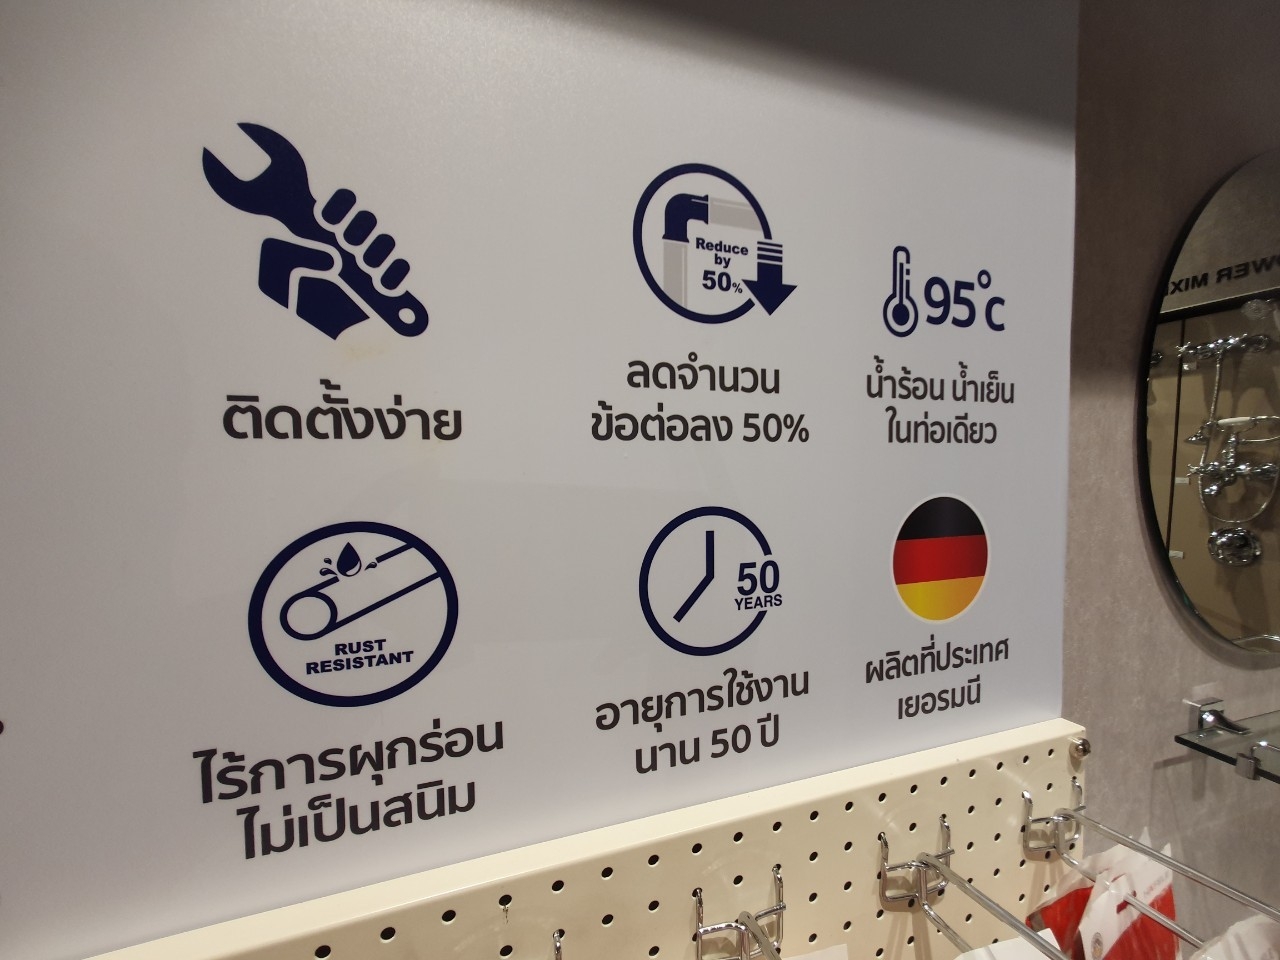 ติดตั้งง่าย
Reduce
by
50%
ลดจำนวน
ข้อต่อลง 50%
95°c
น้ำร้อน น้ำเย็น
ในท่อเดียว
RUST
RESISTANT
ไร้การผุกร่อน
ไม่เป็นสนิม
50
YEARS
อายุการใช้งาน
นาน 50 ปี
ผลิตที่ประเทศ
เยอรมนี
OWER MIX